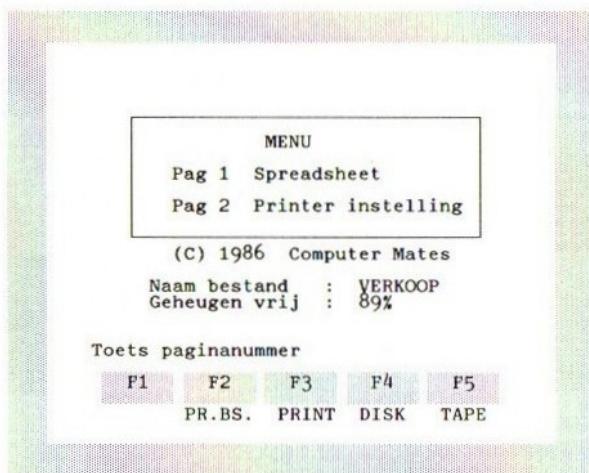 MENU
Pag 1 Spreadsheet
Pag 2 Printer instelling
(C) 1986 Computer Mates
Naam bestand : VERKOOP
Geheugen vrij : 89%
Toets paginanummer
F1 F2 F3 F4 F5
PR.BS. PRINT DISK TAPE